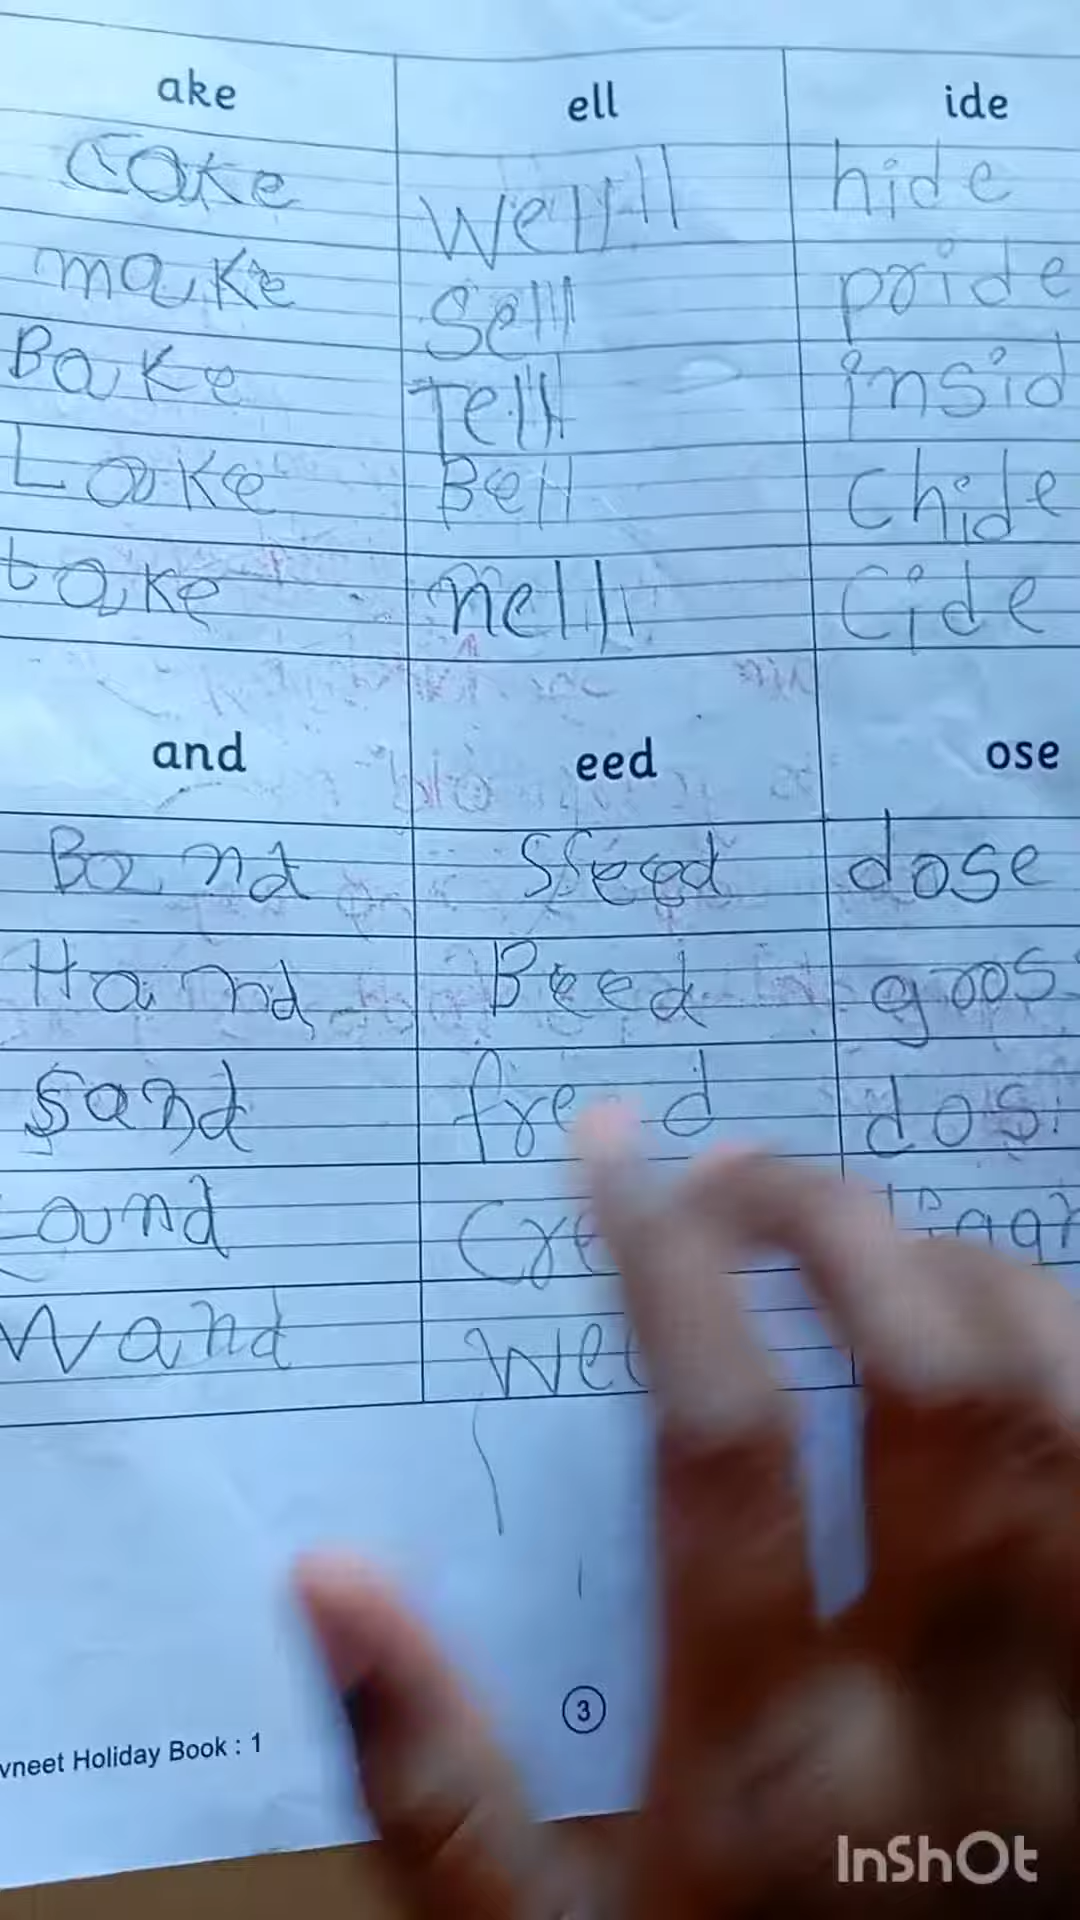 ake ell ide
cake Well hide
make Sell pride
Bake Tell insid
Lake Bell Chide
take nell Cide
and eed ose
Band Sfeed dose
Hand Beed goos
Sand freed dos
Wand
3
vneet Holiday Book : 1
InShOt